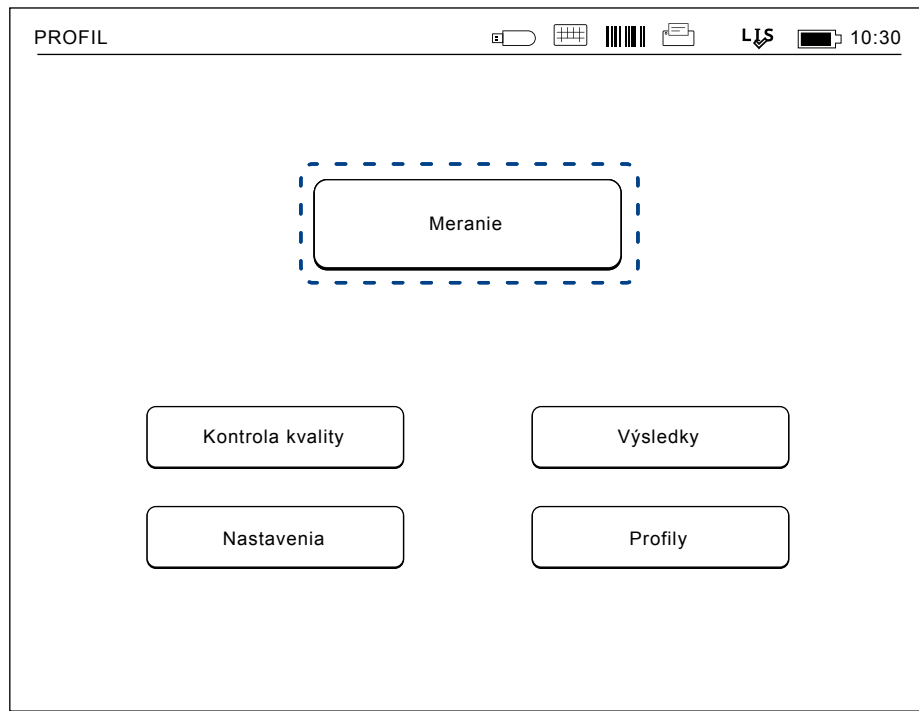 PROFIL LIS 10:30
Meranie
Kontrola kvality Výsledky
Nastavenia Profily